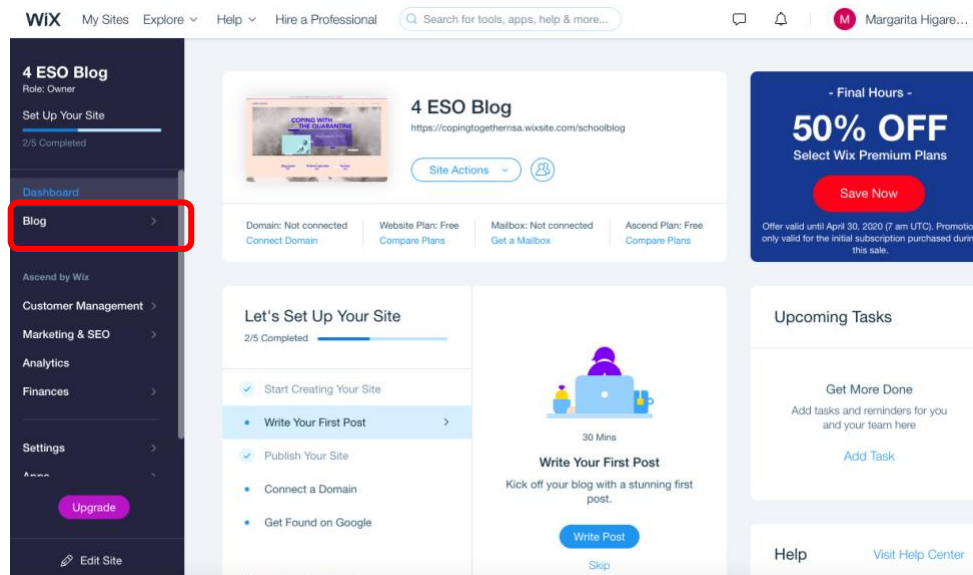 WiX My Sites Explore Help Hire a Professional Search for tools, apps, help & more... M Margarita Higare...
4 ESO Blog
Role: Owner
Set Up Your Site
2/5 Completed
Dashboard
Blog
Ascend by Wix
Customer Management
Marketing & SEO
Analytics
Finances
Settings
Apps
Upgrade
Edit Site
COPING WITH
THE QUARANTINE
4 ESO Blog
https://copingtogethernsa.wixsite.com/schoolblog
Site Actions
Domain: Not connected
Connect Domain
Website Plan: Free
Compare Plans
Mailbox: Not connected
Get a Mailbox
Ascend Plan: Free
Compare Plans
- Final Hours -
50% OFF
Select Wix Premium Plans
Save Now
Offer valid until April 30, 2020 (7 am UTC). Promotio
only valid for the initial subscription purchased durin
this sale.
Let's Set Up Your Site
2/5 Completed
Start Creating Your Site
Write Your First Post
Publish Your Site
Connect a Domain
Get Found on Google
30 Mins
Write Your First Post
Kick off your blog with a stunning first
post.
Write Post
Skip
Upcoming Tasks
Get More Done
Add tasks and reminders for you
and your team here
Add Task
Help Visit Help Center